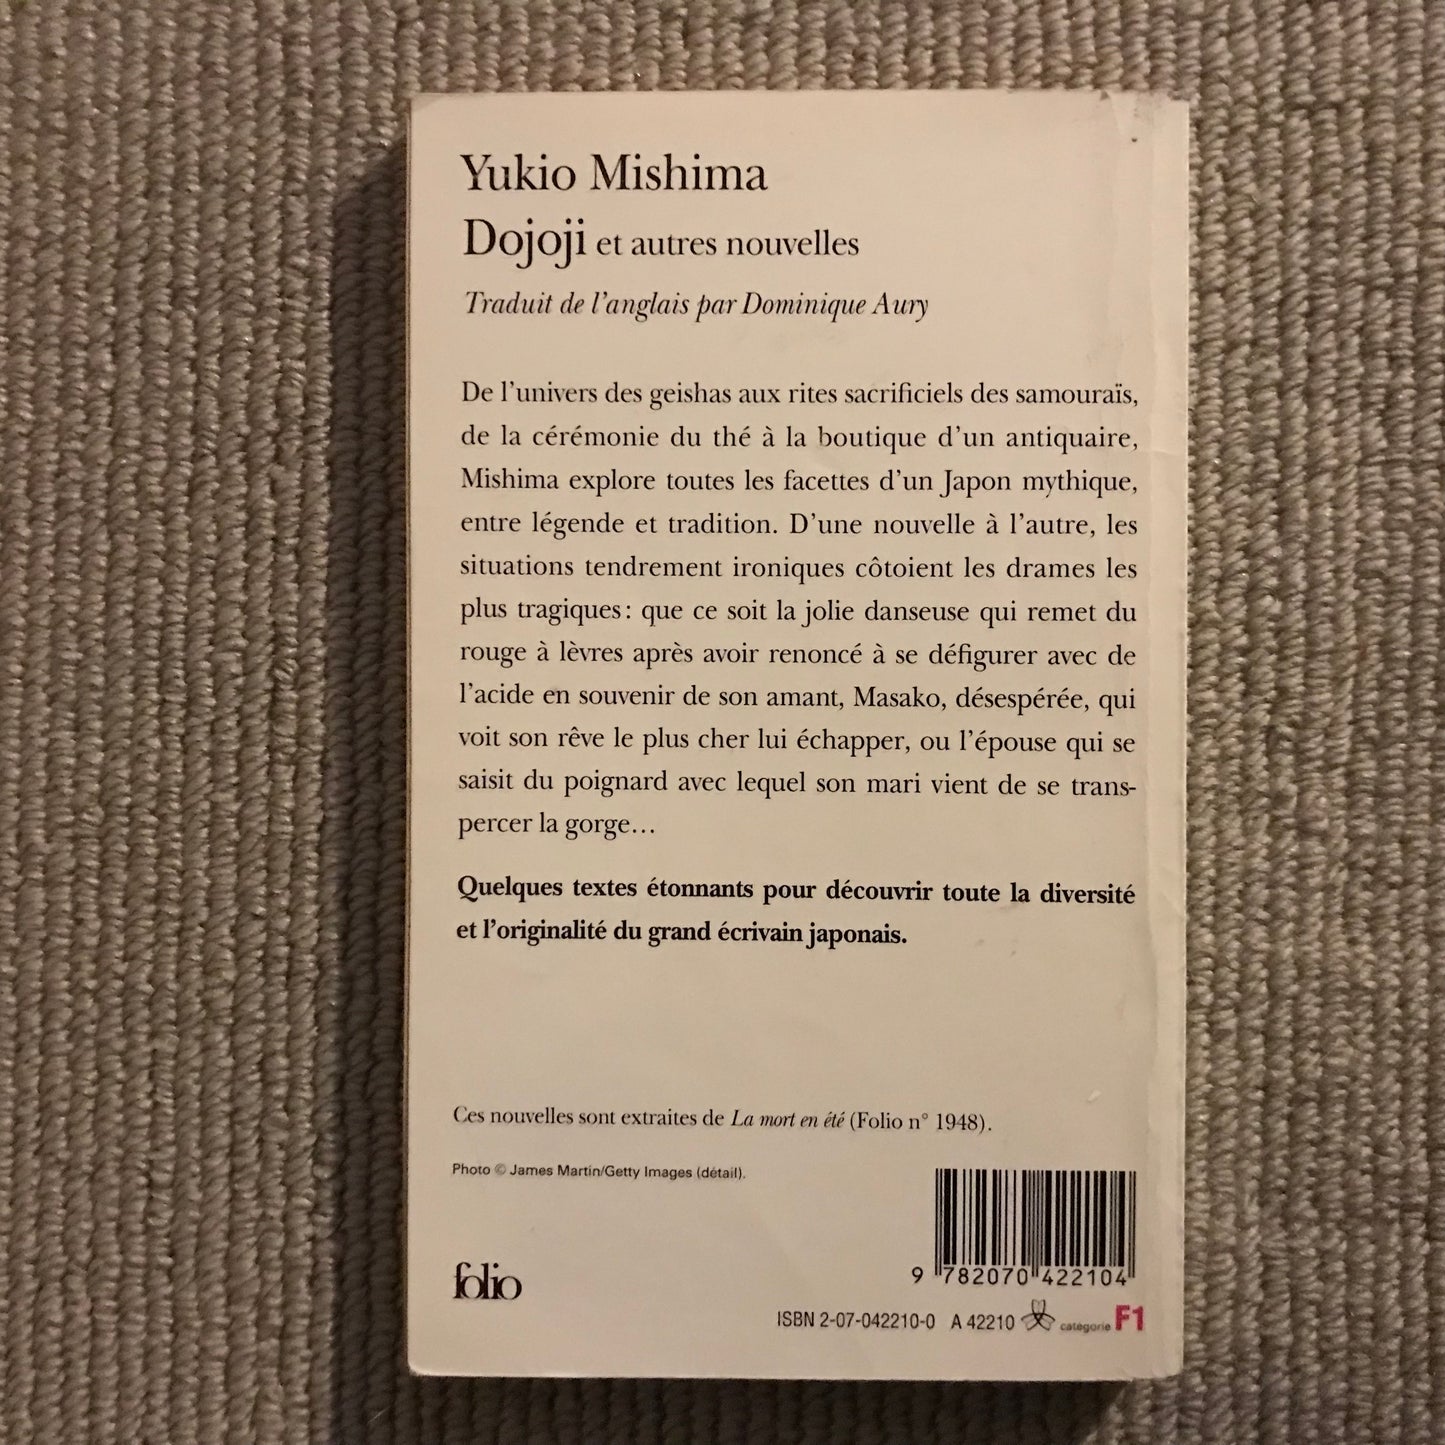 Yukio Mishima
Dojoji et autres nouvelles
Traduit de l'anglais par Dominique Aury
De l'univers des geishas aux rites sacrificiels des samouraïs,
de la cérémonie du thé à la boutique d'un antiquaire,
Mishima explore toutes les facettes d'un Japon mythique,
entre légende et tradition. D'une nouvelle à l'autre, les
situations tendrement ironiques côtoient les drames les
plus tragiques : que ce soit la jolie danseuse qui remet du
rouge à lèvres après avoir renoncé à se défigurer avec de
l'acide en souvenir de son amant, Masako, désespérée, qui
voit son rêve le plus cher lui échapper, ou l'épouse qui se
saisit du poignard avec lequel son mari vient de se trans-
percer la gorge...
Quelques textes étonnants pour découvrir toute la diversité
et l'originalité du grand écrivain japonais.
Ces nouvelles sont extraites de La mort en été (Folio n° 1948).
Photo © James Martin/Getty Images (détail).
folio
9 782070 422104
ISBN 2-07-042210-0 A 42210 catégorie F1